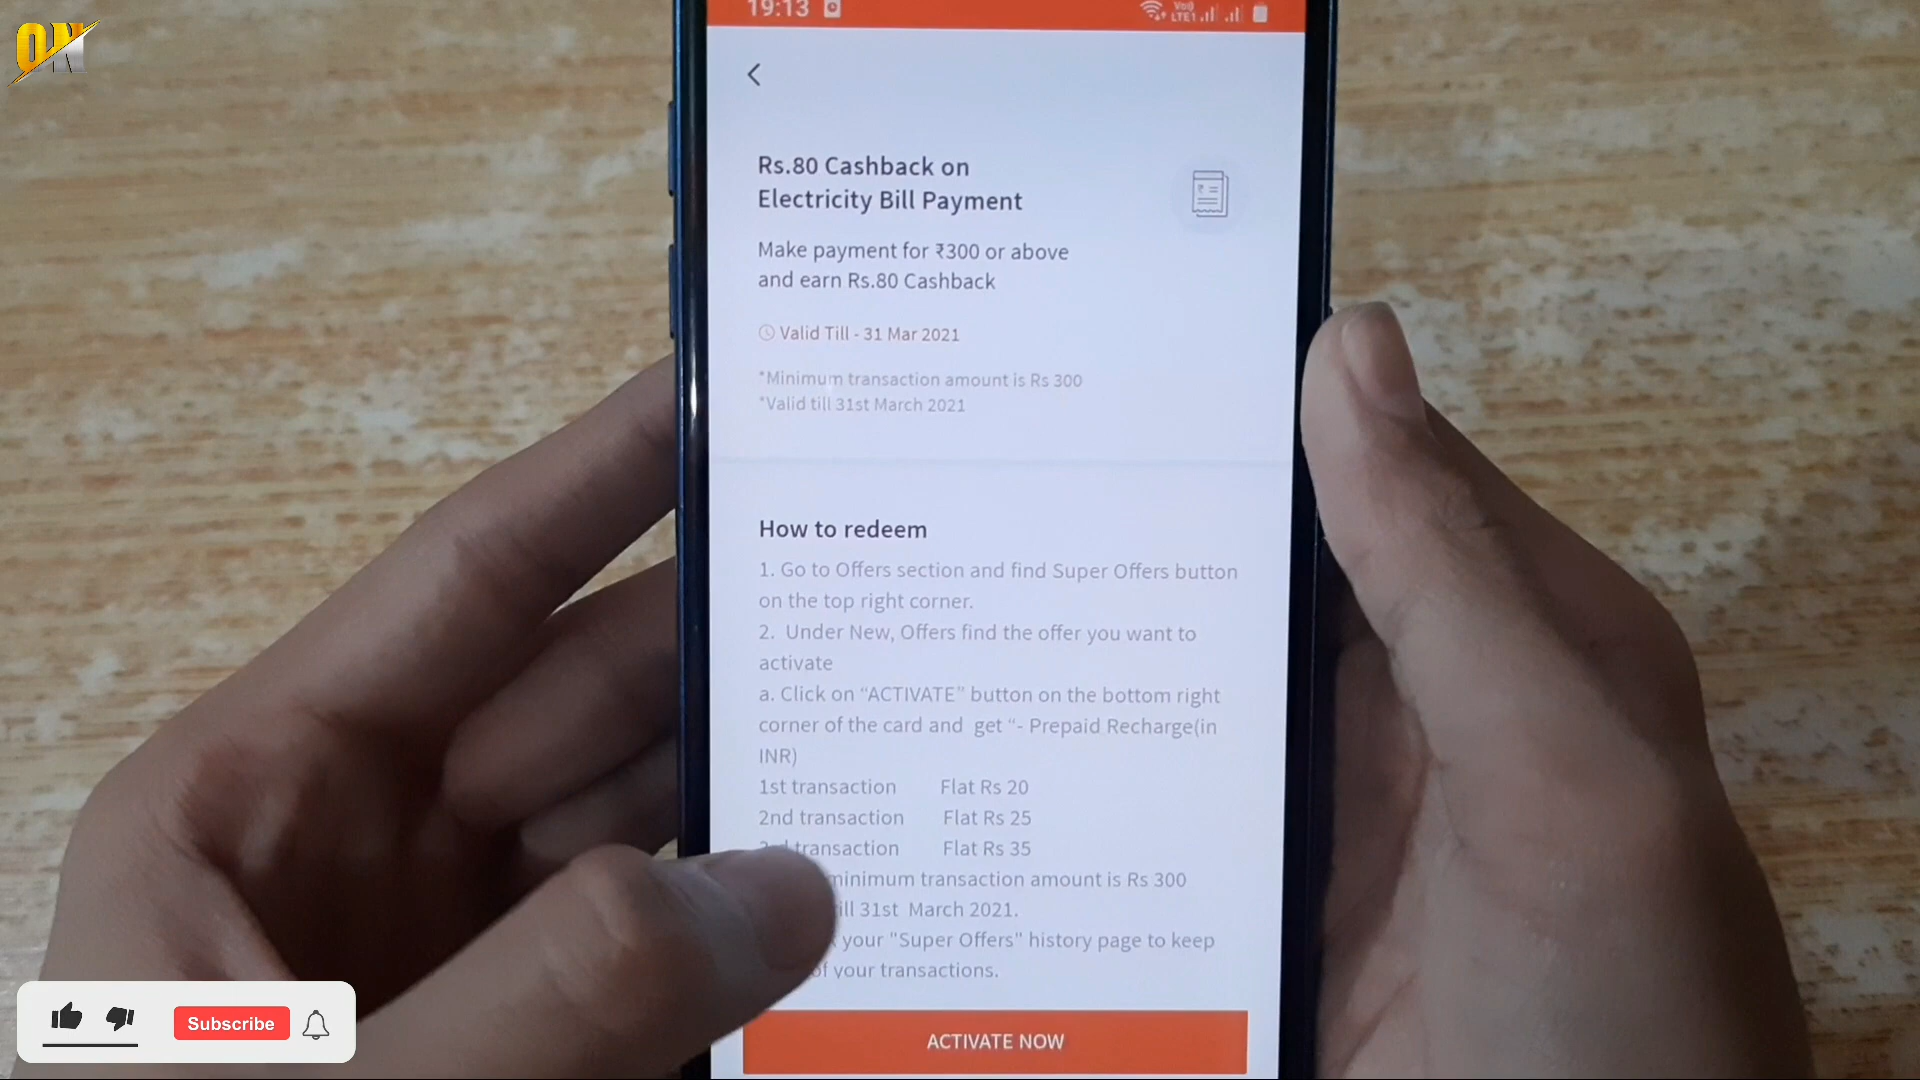 ON
19:13
Rs.80 Cashback on
Electricity Bill Payment
Make payment for ₹300 or above
and earn Rs.80 Cashback
Valid Till - 31 Mar 2021
*Minimum transaction amount is Rs 300
*Valid till 31st March 2021
How to redeem
1. Go to Offers section and find Super Offers button
on the top right corner.
2. Under New, Offers find the offer you want to
activate
a. Click on “ACTIVATE” button on the bottom right
corner of the card and get “- Prepaid Recharge(in
INR)
1st transaction Flat Rs 20
2nd transaction Flat Rs 25
transaction Flat Rs 35
minimum transaction amount is Rs 300
31st March 2021.
your "Super Offers" history page to keep
of your transactions.
ACTIVATE NOW
Subscribe